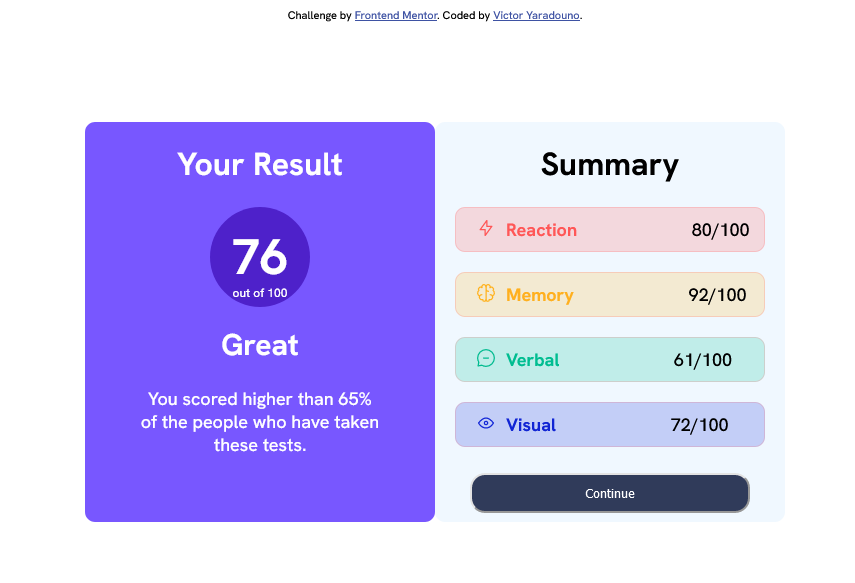 Challenge by Frontend Mentor. Coded by Victor Yaradouno.
Your Result
76
out of 100
Great
You scored higher than 65%
of the people who have taken
these tests.
Summary
Reaction 80/100
Memory 92/100
Verbal 61/100
Visual 72/100
Continue